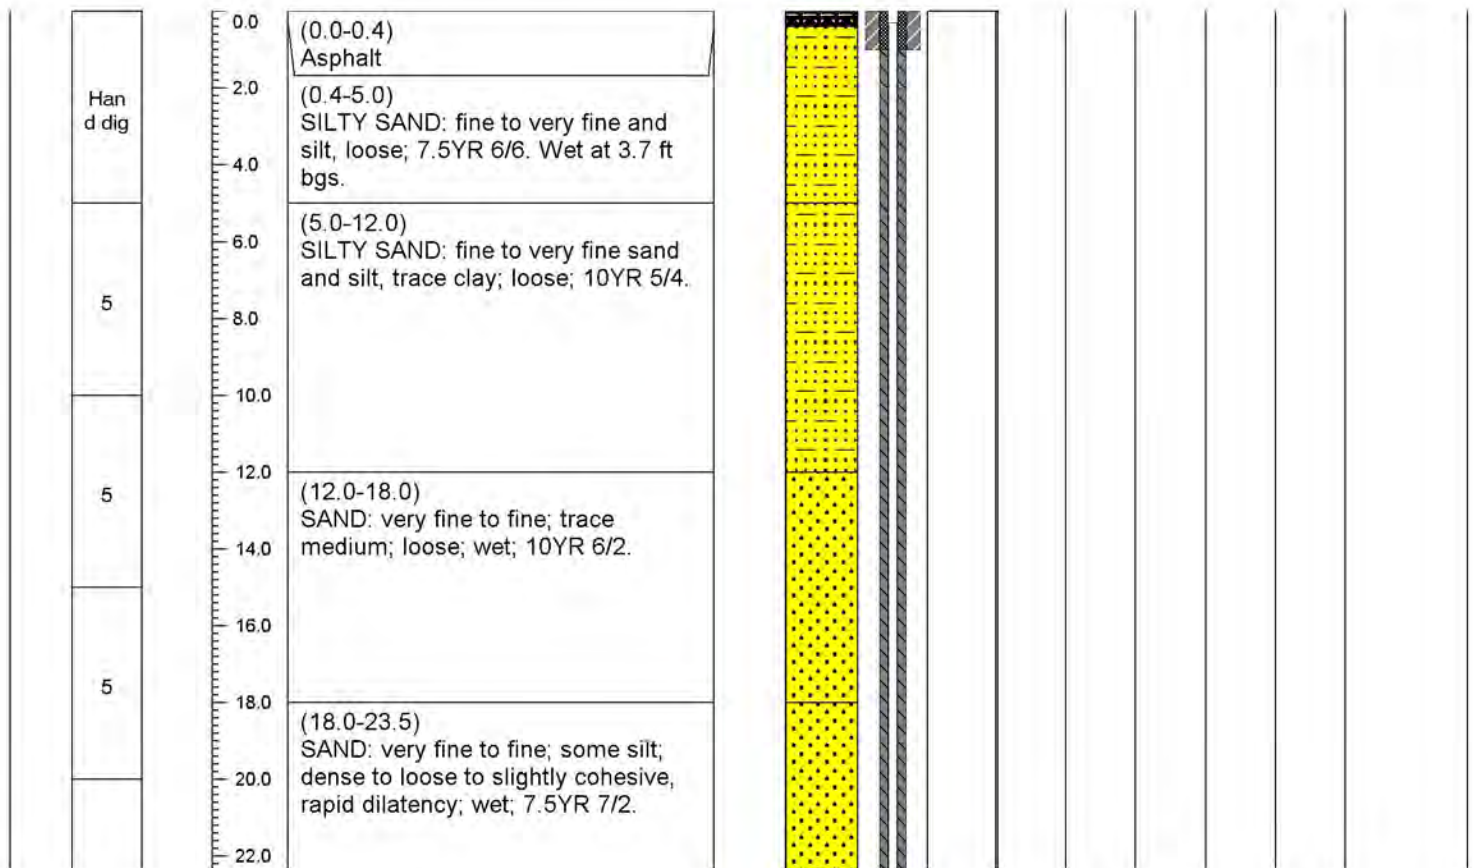 Han
d dig
5
5
5
0.0
2.0
4.0
6.0
8.0
10.0
12.0
14.0
16.0
18.0
20.0
22.0
(0.0-0.4)
Asphalt
(0.4-5.0)
SILTY SAND: fine to very fine and
silt, loose; 7.5YR 6/6. Wet at 3.7 ft
bgs.
(5.0-12.0)
SILTY SAND: fine to very fine sand
and silt, trace clay; loose; 10YR 5/4.
(12.0-18.0)
SAND: very fine to fine; trace
medium; loose; wet; 10YR 6/2.
(18.0-23.5)
SAND: very fine to fine; some silt;
dense to loose to slightly cohesive,
rapid dilatency; wet; 7.5YR 7/2.